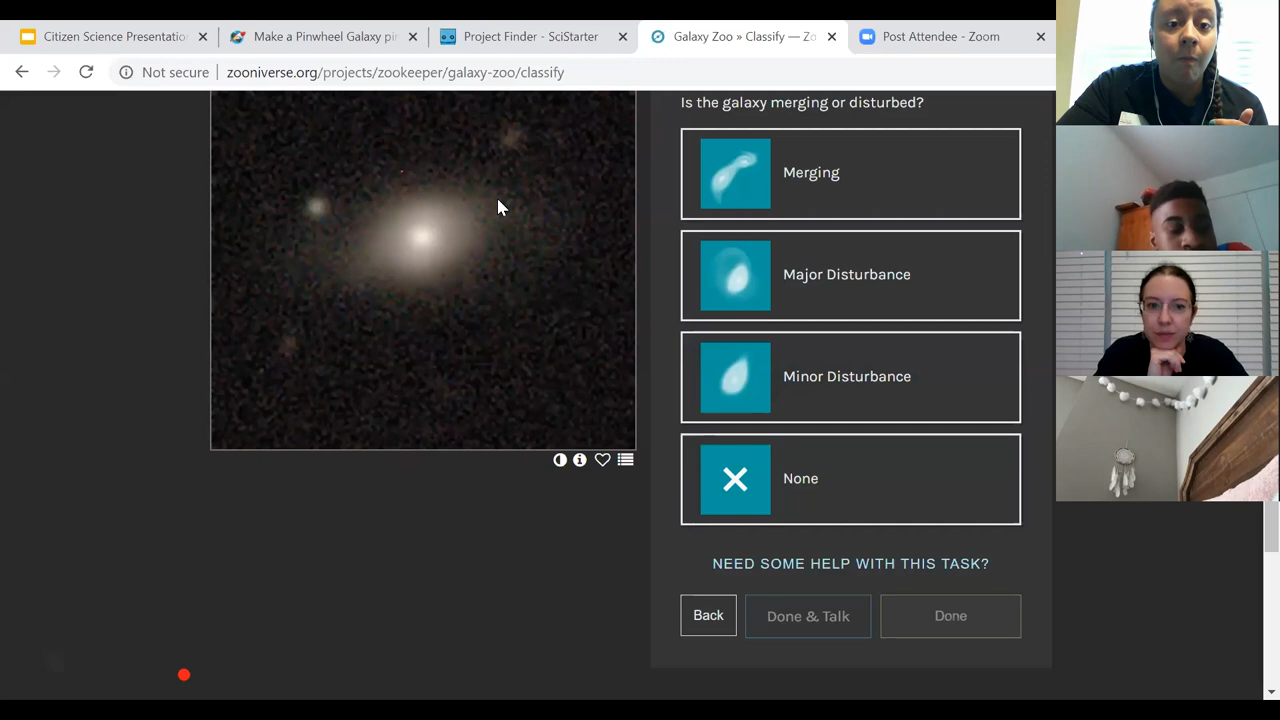 Citizen Science Presentation
Make a Pinwheel Galaxy pi
Project Finder - SciStarter
Galaxy Zoo » Classify — Zo
Post Attendee - Zoom
Not secure
zooniverse.org/projects/zookeeper/galaxy-zoo/classify
Is the galaxy merging or disturbed?
Merging
Major Disturbance
Minor Disturbance
None
NEED SOME HELP WITH THIS TASK?
Back
Done & Talk
Done